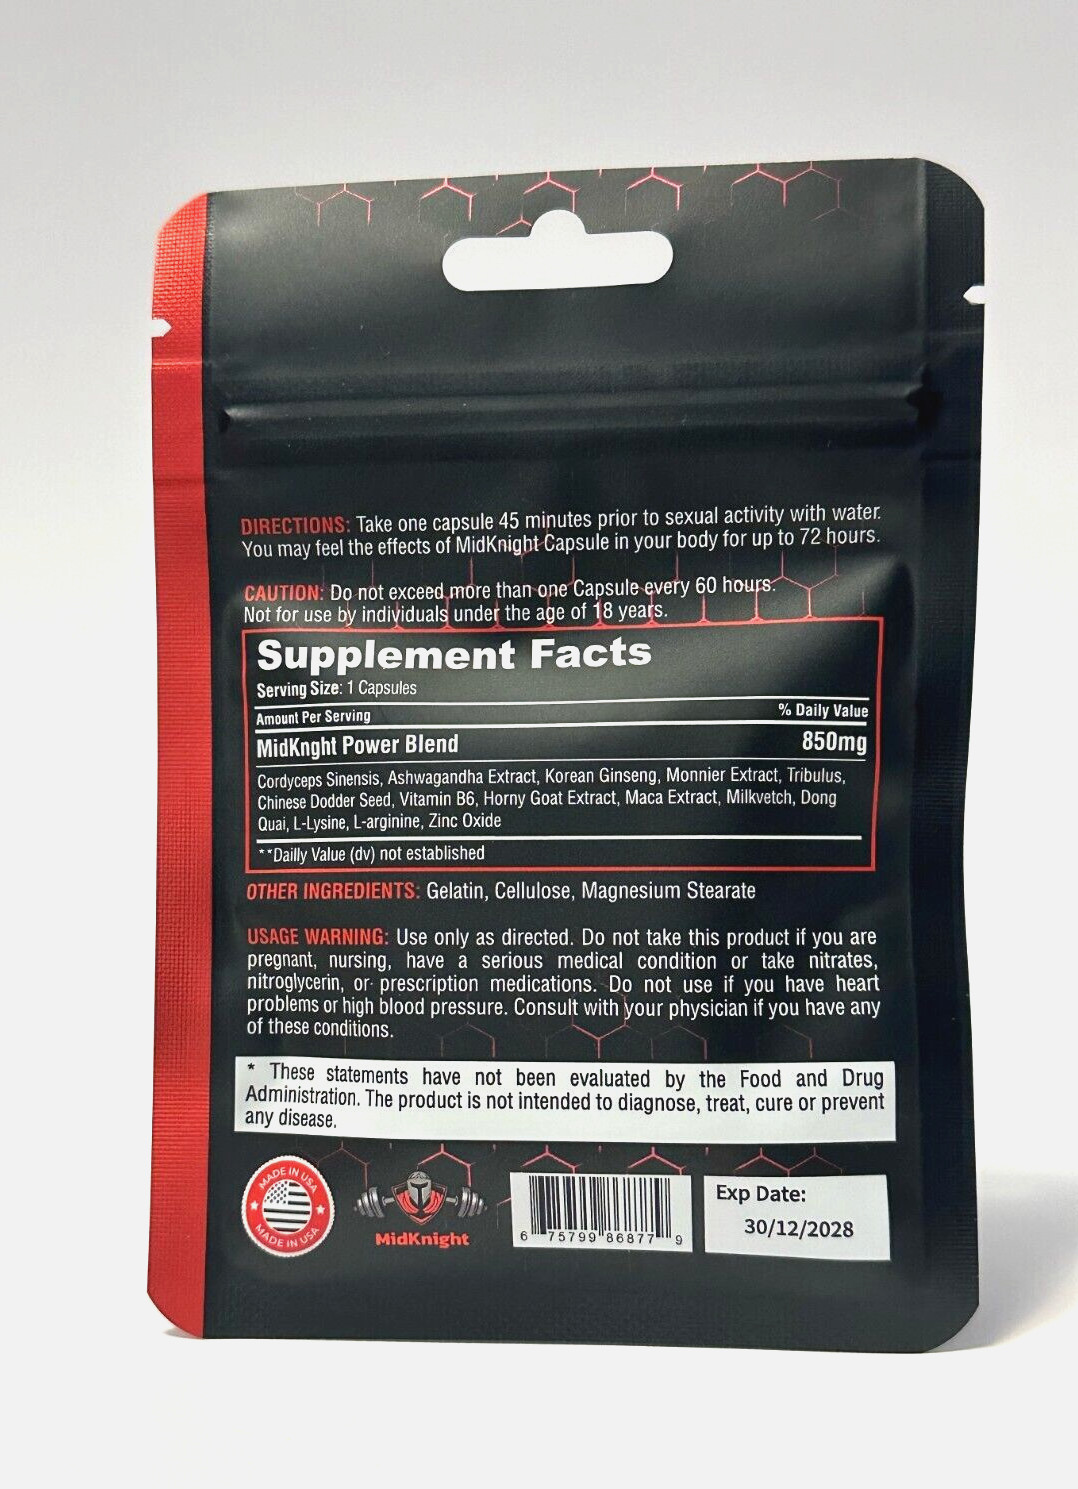 DIRECTIONS: Take one capsule 45 minutes prior to sexual activity with water.
You may feel the effects of MidKnight Capsule in your body for up to 72 hours.
CAUTION: Do not exceed more than one Capsule every 60 hours.
Not for use by individuals under the age of 18 years.
Supplement Facts
Serving Size: 1 Capsules
Amount Per Serving % Daily Value
MidKnght Power Blend 850mg
Cordyceps Sinensis, Ashwagandha Extract, Korean Ginseng, Monnier Extract, Tribulus,
Chinese Dodder Seed, Vitamin B6, Horny Goat Extract, Maca Extract, Milkvetch, Dong
Quai, L-Lysine, L-arginine, Zinc Oxide
**Dailly Value (dv) not established
OTHER INGREDIENTS: Gelatin, Cellulose, Magnesium Stearate
USAGE WARNING: Use only as directed. Do not take this product if you are
pregnant, nursing, have a serious medical condition or take nitrates,
nitroglycerin, or prescription medications. Do not use if you have heart
problems or high blood pressure. Consult with your physician if you have any
of these conditions.
* These statements have not been evaluated by the Food and Drug
Administration. The product is not intended to diagnose, treat, cure or prevent
any disease.
MADE IN USA
MADE IN USA
MidKnight
6 75799 86877 9
Exp Date:
30/12/2028